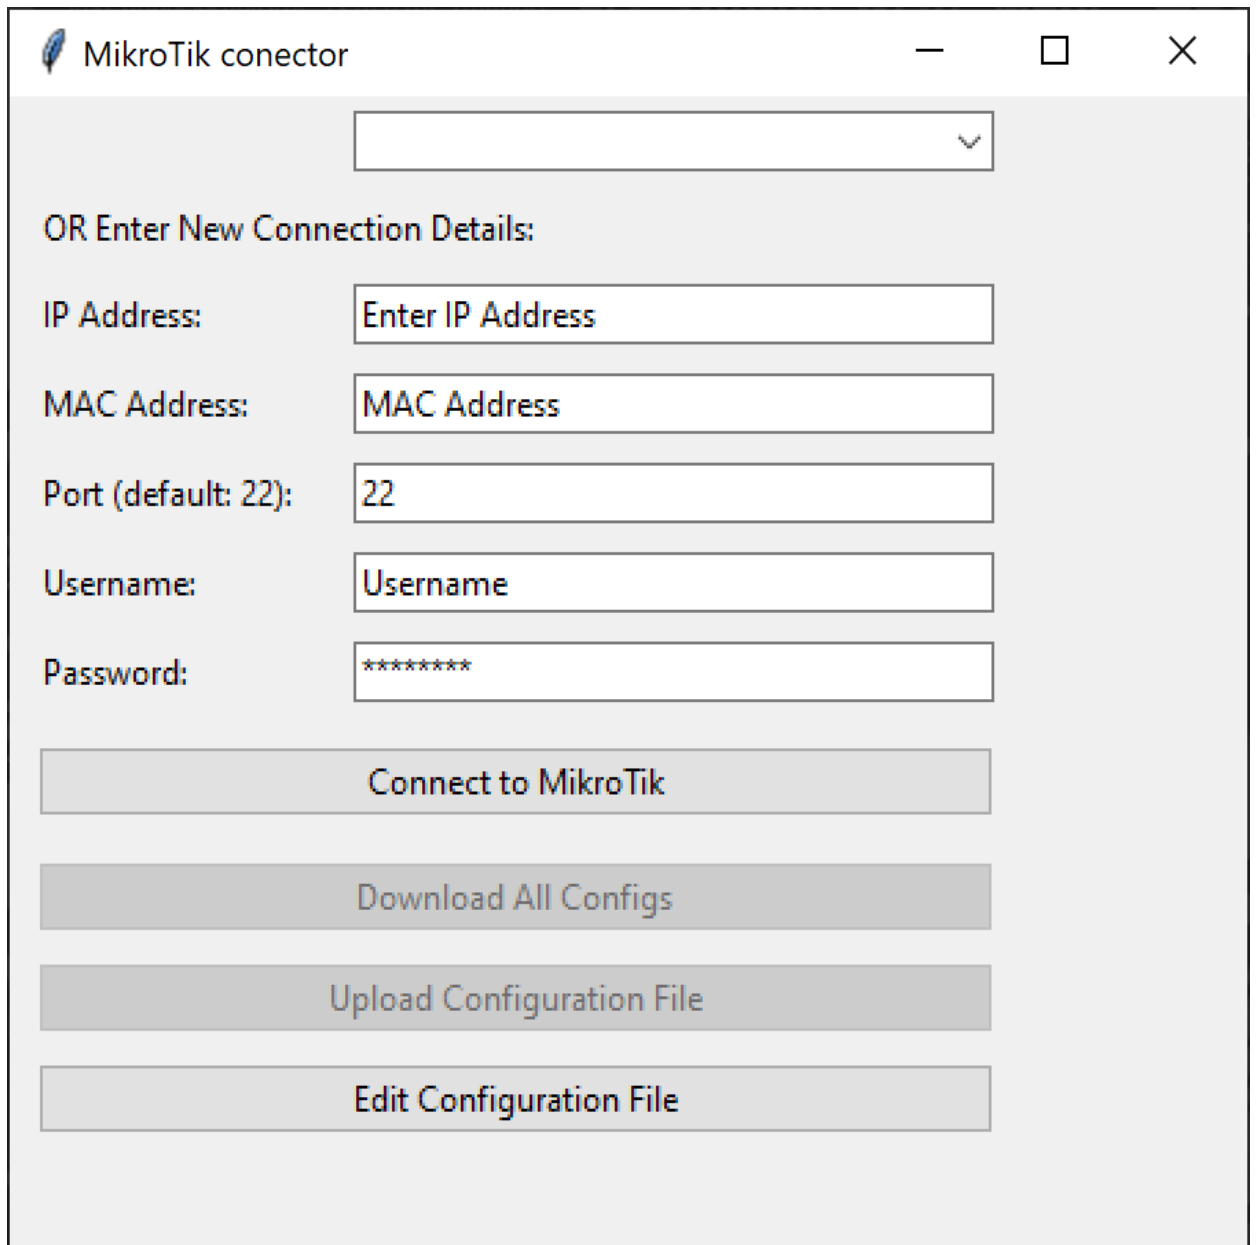 MikroTik conector
OR Enter New Connection Details:
IP Address: Enter IP Address
MAC Address: MAC Address
Port (default: 22): 22
Username: Username
Password: ********
Connect to MikroTik
Download All Configs
Upload Configuration File
Edit Configuration File